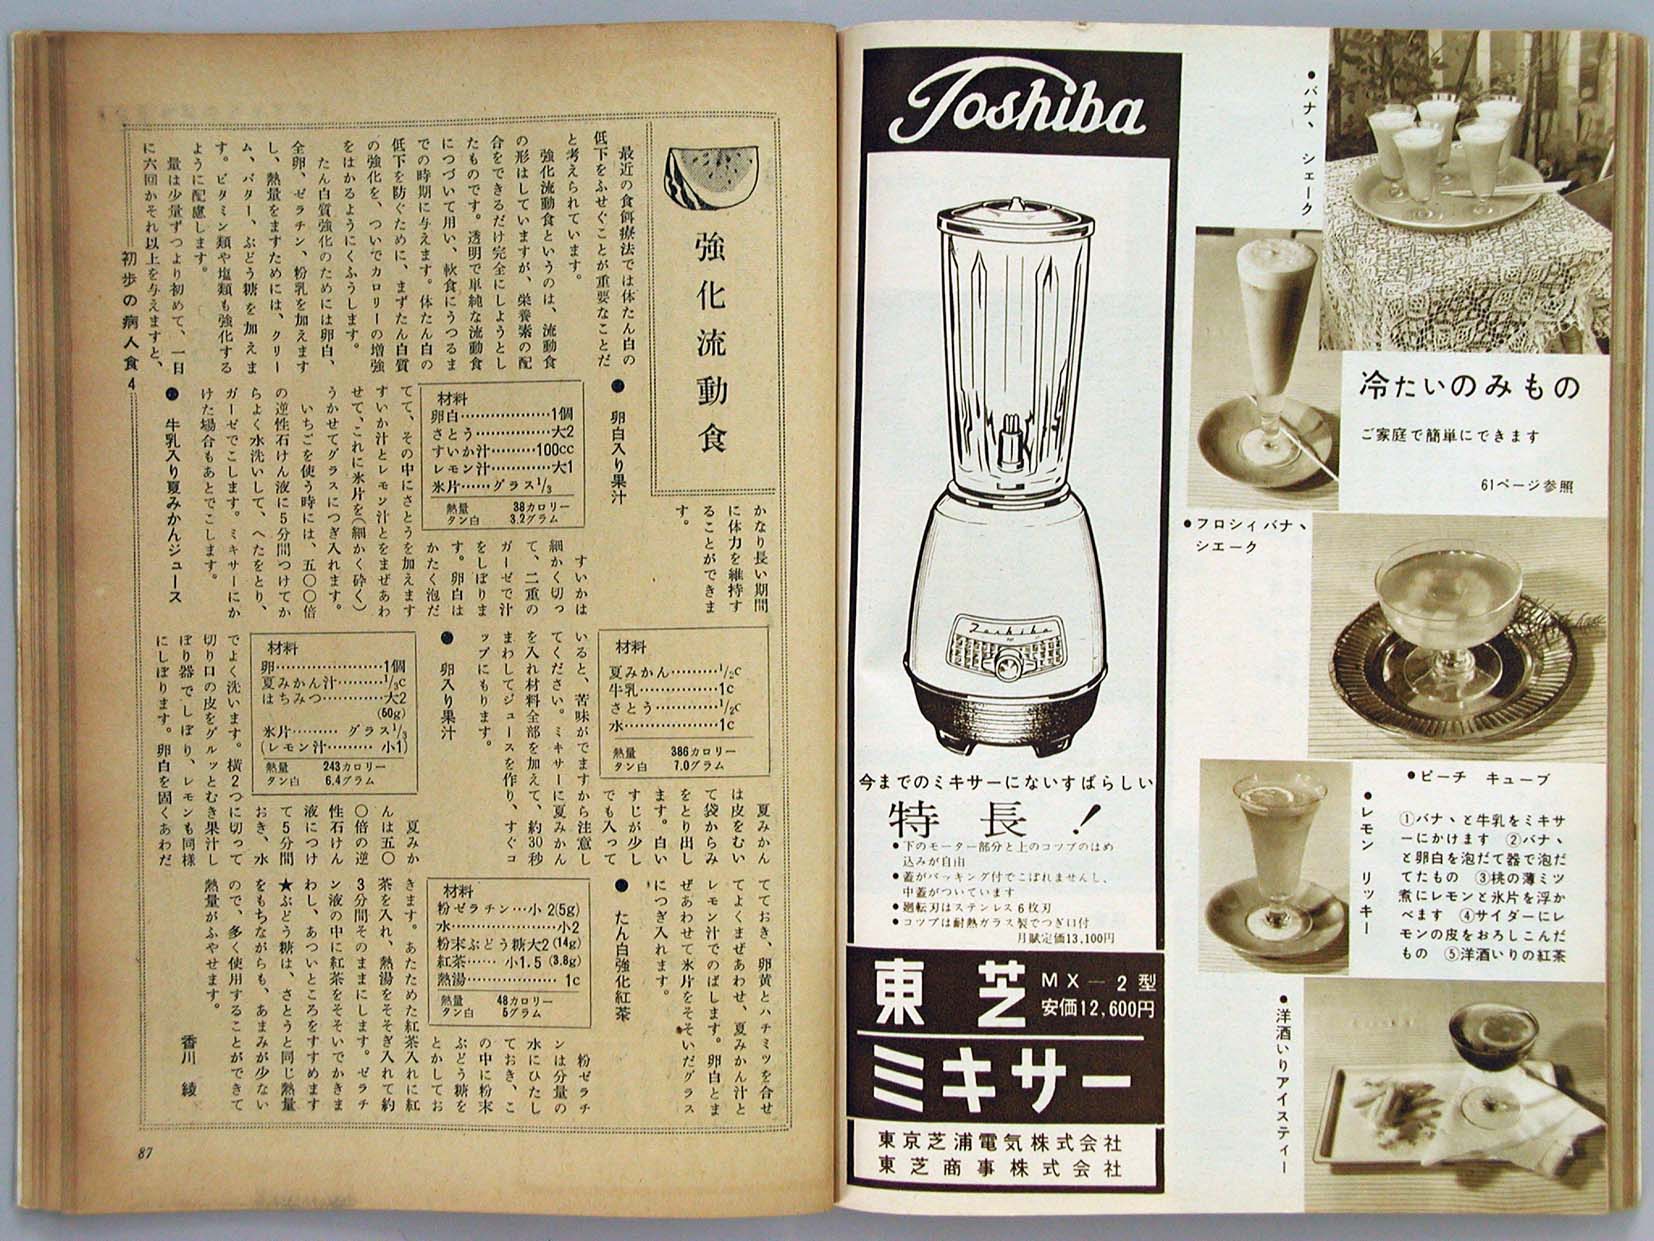 強化流動食
最近の食餌療法では体たん白の
低下をふせぐことが重要なことだ
と考えられています。
強化流動食というのは、流動食
の形はしていますが、栄養素の配
合をできるだけ完全にしようとし
たものです。透明で単純な流動食
につづいて用い、軟食にうつるま
での時期に与えます。体たん白の
低下を防ぐために、まずたん白質
の強化を、ついでカロリーの増強
をはかるようにくふうします。
たん白質強化のためには卵白、
全卵、ゼラチン、粉乳を加えます
し、熱量をますためには、クリー
ム、バター、ぶどう糖を加えま
す。ビタミン類や塩類も強化する
ように配慮します。
量は少量ずつより初めて、一日
に六回かそれ以上を与えますと、
かなり長い期間
に体力を維持す
ることができま
す。
●卵白入り果汁
材料
卵白………………1個
さとう……………大2
すいか汁………100cc
レモン汁…………大1
氷片……グラス1/3
熱量 38カロリー
タン白 3.2グラム
すいかは
細かく切っ
て、二重の
ガーゼで汁
をしぼりま
す。卵白は
かたく泡だ
てて、その中にさとうを加えます
すいか汁とレモン汁とをまぜあわ
せて、これに氷片を(細かく砕く)
うかせてグラスにつぎ入れます。
いちごを使う時には、五〇〇倍
の逆性石けん液に5分間つけてか
らよく水洗いして、へたをとり、
ガーゼでこします。ミキサーにか
けた場合もあとでこします。
●牛乳入り夏みかんジュース
材料
夏みかん………1/2c
牛乳……………1c
さとう…………1/2c
水………………1c
熱量 386カロリー
タン白 7.0グラム
夏みかん
は皮をむい
て袋からみ
をとり出し
ます。白い
すじが少し
でも入って
いると、苦味がでますから注意し
てください。ミキサーに夏みかん
を入れ材料全部を加えて、約30秒
まわしてジュースを作り、すぐコ
ップにもります。
●卵入り果汁
材料
卵…………………1個
夏みかん汁………1/3c
はちみつ…………大2
(50g)
氷片……… グラス1/3
(レモン汁……… 小1)
熱量 243カロリー
タン白 6.4グラム
夏みか
んは五〇
〇倍の逆
性石けん
液につけ
て5分間
おき、水
でよく洗います。横2つに切って
切り口の皮をグルッとむき果汁し
ぼり器でしぼり、レモンも同様
にしぼります。卵白を固くあわだ
てておき、卵黄とハチミツを合せ
てよくまぜあわせ、夏みかん汁と
レモン汁でのばします。卵白とま
ぜあわせて氷片をそそいだグラス
につぎ入れます。
●たん白強化紅茶
材料
粉ゼラチン…小2(5g)
水…………………小2
粉末ぶどう糖大2(14g)
紅茶…… 小1.5(3.8g)
熱湯……………… 1c
熱量 48カロリー
タン白 5グラム
粉ゼラチ
ンは分量の
水にひたし
ておき、こ
の中に粉末
ぶどう糖を
とかしてお
きます。あたためた紅茶入れに紅
茶を入れ、熱湯をそそぎ入れて約
3分間そのままにします。ゼラチ
ン液の中に紅茶をそそいでかきま
わし、あついところをすすめます
★ぶどう糖は、さとうと同じ熱量
をもちながらも、あまみが少ない
ので、多く使用することができて
熱量がふやせます。
香川 綾
初歩の病人食4
87
Toshiba
Toshiba
今までのミキサーにないすばらしい
特長!
●下のモーター部分と上のコップのはめ
込みが自由
●蓋がパッキング付でこぼれませんし、
中蓋がついています
●廻転刃はステンレス6枚刃
●コップは耐熱ガラス製でつぎ口付
月賦定価13,100円
東芝
MX-2型
安価12,600円
ミキサー
東京芝浦電気株式会社
東芝商事株式会社
●バナヽ シェーク
冷たいのみもの
ご家庭で簡単にできます
61ページ参照
●フロシィバナヽ
シエーク
●ピーチ キューブ
●レモン リッキー
①バナヽと牛乳をミキサ
ーにかけます ②バナヽ
と卵白を泡だて器で泡だ
てたもの ③桃の薄ミツ
煮にレモンと氷片を浮か
べます ④サイダーにレ
モンの皮をおろしこんだ
もの ⑤洋酒いりの紅茶
●洋酒いりアイスティー